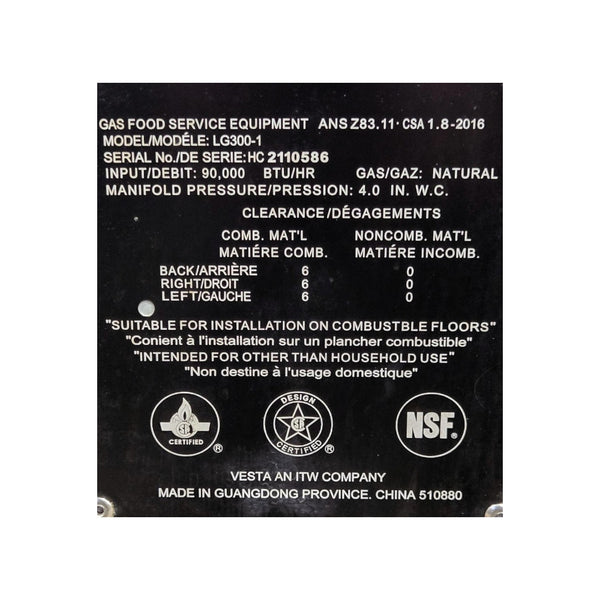 GAS FOOD SERVICE EQUIPMENT ANS Z83.11· CSA 1.8-2016
MODEL/MODÉLE: LG300-1
SERIAL No./DE SERIE:HC 2110586
INPUT/DEBIT: 90,000 BTU/HR GAS/GAZ: NATURAL
MANIFOLD PRESSURE/PRESSION: 4.0 IN. W.C.
CLEARANCE/DÉGAGEMENTS
COMB. MAT'L NONCOMB. MAT'L
MATIÉRE COMB. MATIÉRE INCOMB.
BACK/ARRIÈRE 6 0
RIGHT/DROIT 6 0
LEFT/GAUCHE 6 0
"SUITABLE FOR INSTALLATION ON COMBUSTBLE FLOORS"
"Conient à l'installation sur un plancher combustible"
"INTENDED FOR OTHER THAN HOUSEHOLD USE"
"Non destine à l'usage domestique"
CERTIFIED ®
DESIGN CSA CERTIFIED ®
NSF ®
VESTA AN ITW COMPANY
MADE IN GUANGDONG PROVINCE. CHINA 510880